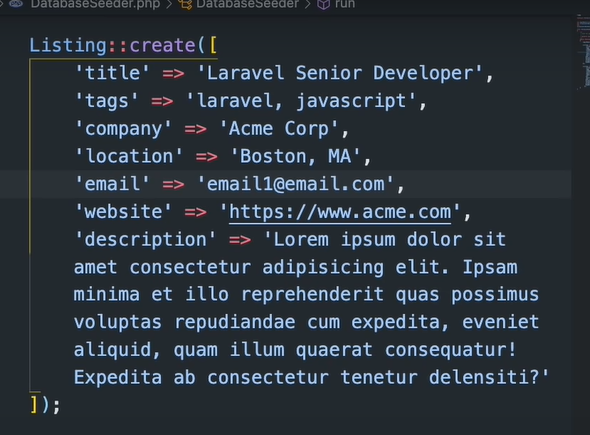 DatabaseSeeder.php > DatabaseSeeder > run
Listing::create([
'title' => 'Laravel Senior Developer',
'tags' => 'laravel, javascript',
'company' => 'Acme Corp',
'location' => 'Boston, MA',
'email' => 'email1@email.com',
'website' => 'https://www.acme.com',
'description' => 'Lorem ipsum dolor sit
amet consectetur adipisicing elit. Ipsam
minima et illo reprehenderit quas possimus
voluptas repudiandae cum expedita, eveniet
aliquid, quam illum quaerat consequatur!
Expedita ab consectetur tenetur delensiti?'
]);